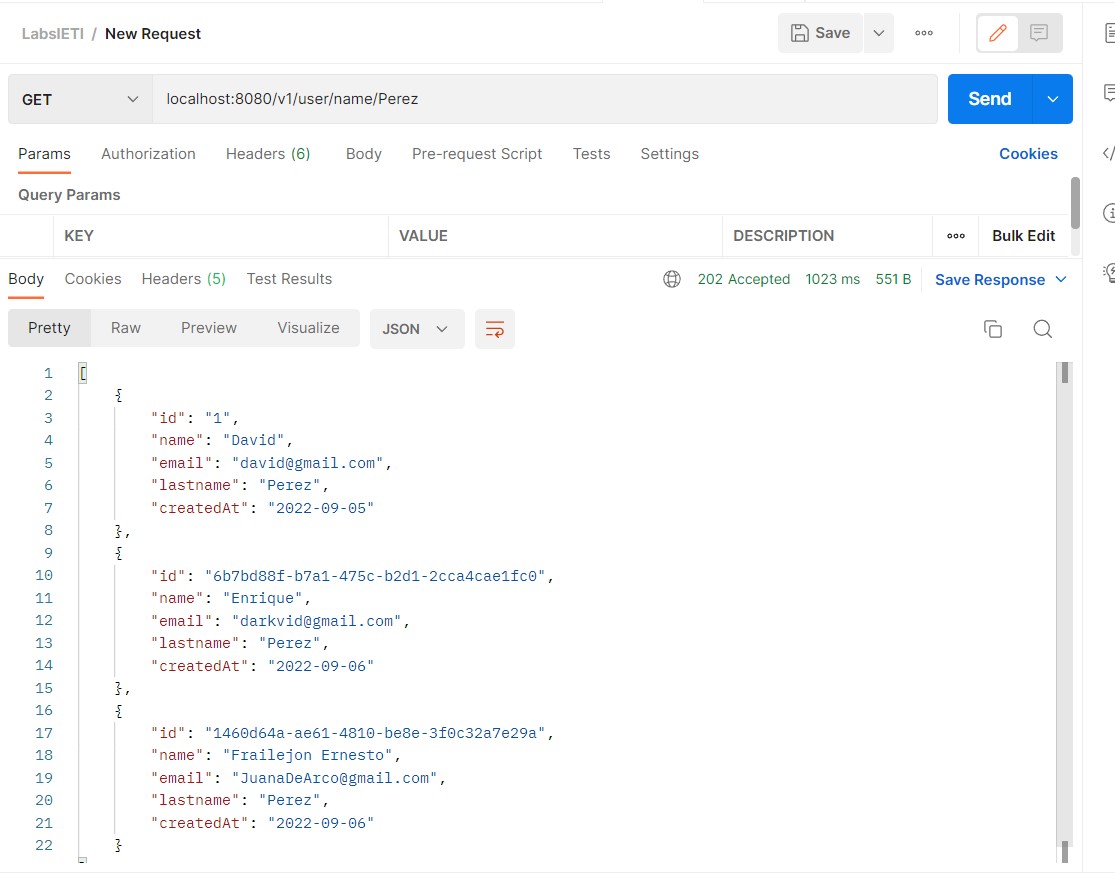 LabsIETI / New Request
Save
GET localhost:8080/v1/user/name/Perez Send
Params Authorization Headers (6) Body Pre-request Script Tests Settings Cookies
Query Params
KEY VALUE DESCRIPTION ooo Bulk Edit
Body Cookies Headers (5) Test Results 202 Accepted 1023 ms 551 B Save Response
Pretty Raw Preview Visualize JSON
1 [
2 {
3 "id": "1",
4 "name": "David",
5 "email": "david@gmail.com",
6 "lastname": "Perez",
7 "createdAt": "2022-09-05"
8 },
9 {
10 "id": "6b7bd88f-b7a1-475c-b2d1-2cca4cae1fc0",
11 "name": "Enrique",
12 "email": "darkvid@gmail.com",
13 "lastname": "Perez",
14 "createdAt": "2022-09-06"
15 },
16 {
17 "id": "1460d64a-ae61-4810-be8e-3f0c32a7e29a",
18 "name": "Frailejon Ernesto",
19 "email": "JuanaDeArco@gmail.com",
20 "lastname": "Perez",
21 "createdAt": "2022-09-06"
22 }